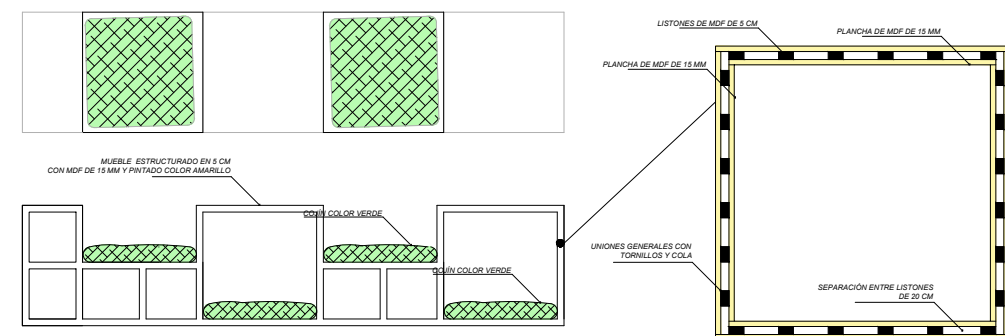 LISTONES DE MDF DE 5 CM
PLANCHA DE MDF DE 15 MM
PLANCHA DE MDF DE 15 MM
MUEBLE ESTRUCTURADO EN 5 CM
CON MDF DE 15 MM Y PINTADO COLOR AMARILLO
COJÍN COLOR VERDE
COJÍN COLOR VERDE
UNIONES GENERALES CON
TORNILLOS Y COLA
SEPARACIÓN ENTRE LISTONES
DE 20 CM